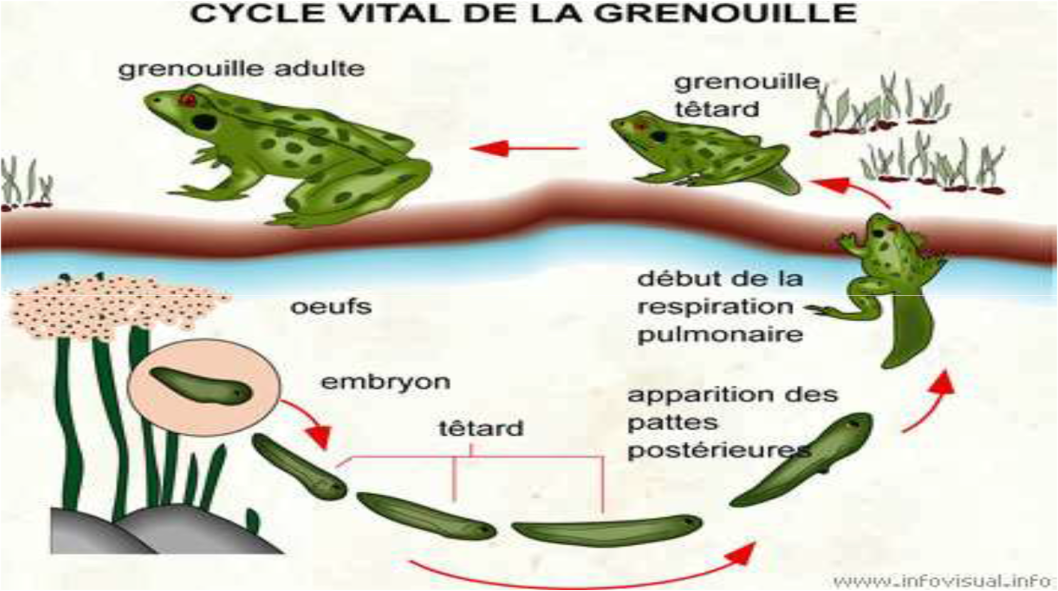 CYCLE VITAL DE LA GRENOUILLE
grenouille adulte
grenouille
têtard
début de la
respiration
pulmonaire
oeufs
embryon
têtard
apparition des
pattes
postérieures
www.infovisual.info